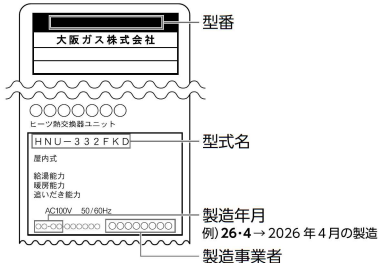 型番
大阪ガス株式会社
○○○○○○○
ヒーツ熱交換器ユニット
HNU-332FKD
型式名
屋内式
給湯能力
暖房能力
追いだき能力
AC100V 50/60Hz
○○-○○○○○○○○ ○○○○○○○○
製造年月
例) 26・4→2026年4月の製造
製造事業者